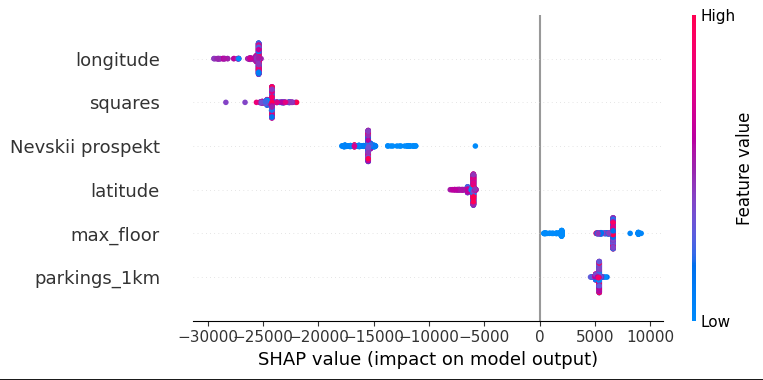 High
longitude
squares
Nevskii prospekt
latitude
max_floor
parkings_1km
Feature value
Low
−30000 −25000 −20000 −15000 −10000 −5000 0 5000 10000
SHAP value (impact on model output)